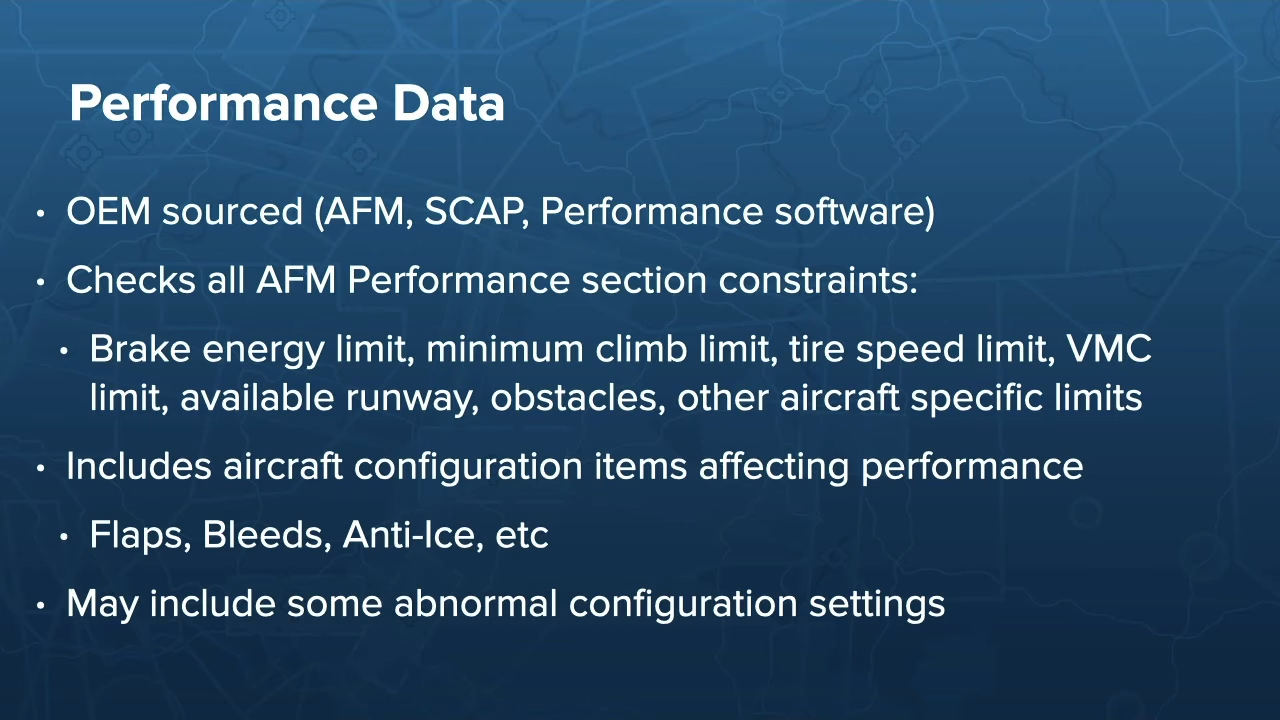 Performance Data
• OEM sourced (AFM, SCAP, Performance software)
• Checks all AFM Performance section constraints:
• Brake energy limit, minimum climb limit, tire speed limit, VMC
limit, available runway, obstacles, other aircraft specific limits
• Includes aircraft configuration items affecting performance
• Flaps, Bleeds, Anti-Ice, etc
• May include some abnormal configuration settings